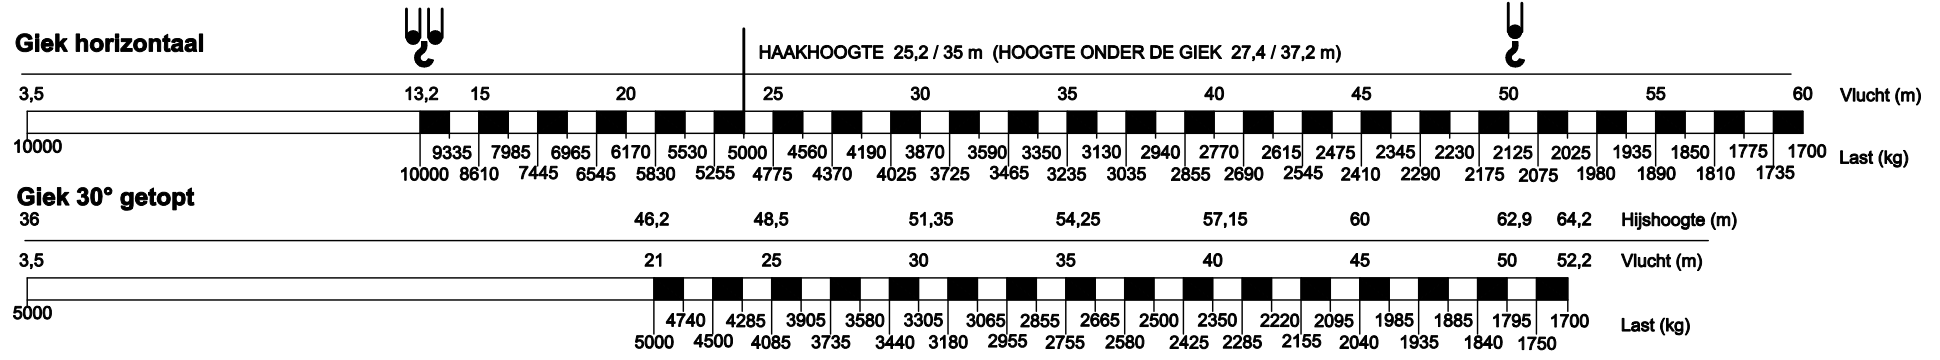 Giek horizontaal
HAAKHOOGTE 25,2 / 35 m (HOOGTE ONDER DE GIEK 27,4 / 37,2 m)
3,5 13,2 15 20 25 30 35 40 45 50 55 60 Vlucht (m)
10000 9335 7985 6965 6170 5530 5000 4560 4190 3870 3590 3350 3130 2940 2770 2615 2475 2345 2230 2125 2025 1935 1850 1775 1700 Last (kg)
10000 8610 7445 6545 5830 5255 4775 4370 4025 3725 3465 3235 3035 2855 2690 2545 2410 2290 2175 2075 1980 1890 1810 1735
Giek 30° getopt
36 46,2 48,5 51,35 54,25 57,15 60 62,9 64,2 Hijshoogte (m)
3,5 21 25 30 35 40 45 50 52,2 Vlucht (m)
5000 4740 4285 3905 3580 3305 3065 2855 2665 2500 2350 2220 2095 1985 1885 1795 1700 Last (kg)
5000 4500 4085 3735 3440 3180 2955 2755 2580 2425 2285 2155 2040 1935 1840 1750